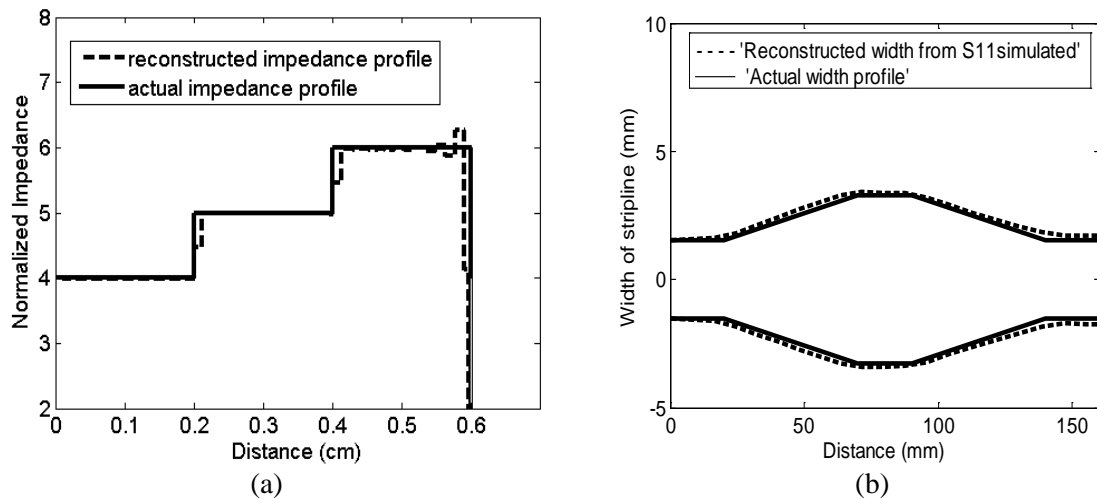 8
7
6
5
4
3
2
Normalized Impedance
reconstructed impedance profile
actual impedance profile
0 0.1 0.2 0.3 0.4 0.5 0.6
Distance (cm)
(a)
10
5
0
-5
Width of stripline (mm)
'Reconstructed width from S11simulated'
'Actual width profile'
0 50 100 150
Distance (mm)
(b)